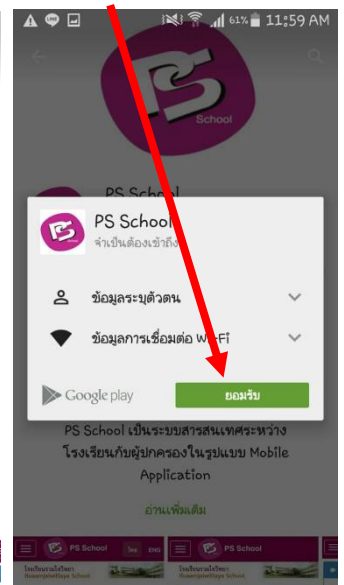 61% 11:59 AM
PS
School
PS School
PS School
จำเป็นต้องเข้าถึง
ข้อมูลระบุตัวตน
ข้อมูลการเชื่อมต่อ Wi-Fi
Google play
ยอมรับ
PS School เป็นระบบสารสนเทศระหว่าง
โรงเรียนกับผู้ปกครองในรูปแบบ Mobile
Application
อ่านเพิ่มเติม
PS School ไทย ENG PS School